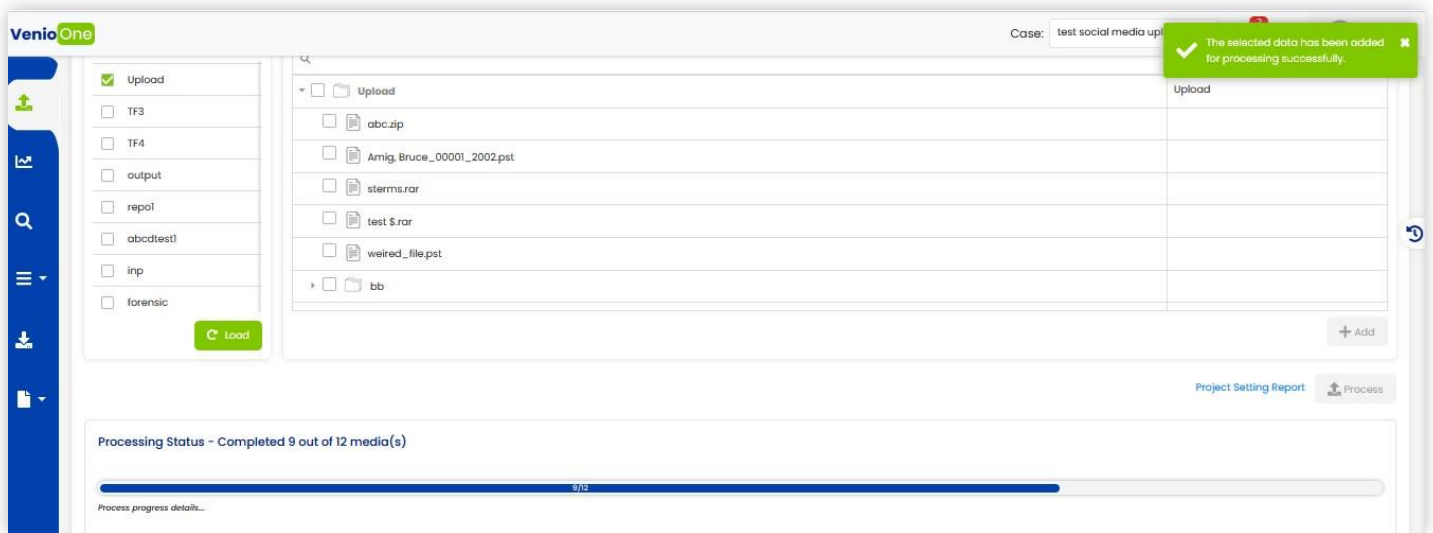 VenioOne
Case: test social media upl
The selected data has been added
for processing successfully.
Upload
TF3
TF4
output
repo1
abcdtest1
inp
forensic
Load
Upload
Upload
abc.zip
Amig, Bruce_00001_2002.pst
sterms.rar
test $.rar
weired_file.pst
bb
Add
Project Setting Report
Process
Processing Status - Completed 9 out of 12 media(s)
9/12
Process progress details...